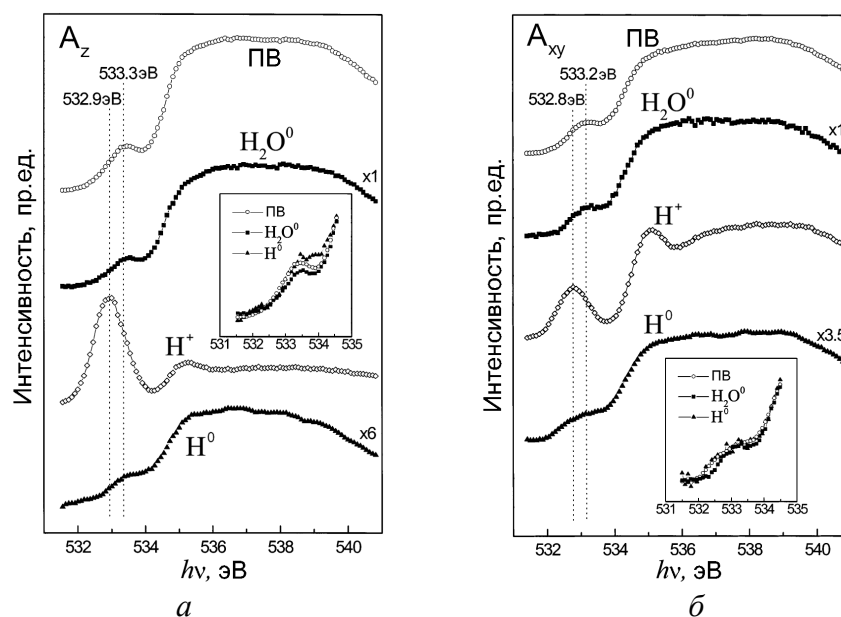 A_z
ПВ
533.3эВ
532.9эВ
H₂O⁰
x1
ПВ
H₂O⁰
H⁰
531 532 533 534 535
H⁺
H⁰
x6
Интенсивность, пр.ед.
532 534 536 538 540
hν, эВ
а
A_xy
ПВ
533.2эВ
532.8эВ
H₂O⁰
x1
H⁺
H⁰
x3.5
ПВ
H₂O⁰
H⁰
531 532 533 534 535
Интенсивность, пр.ед.
532 534 536 538 540
hν, эВ
б